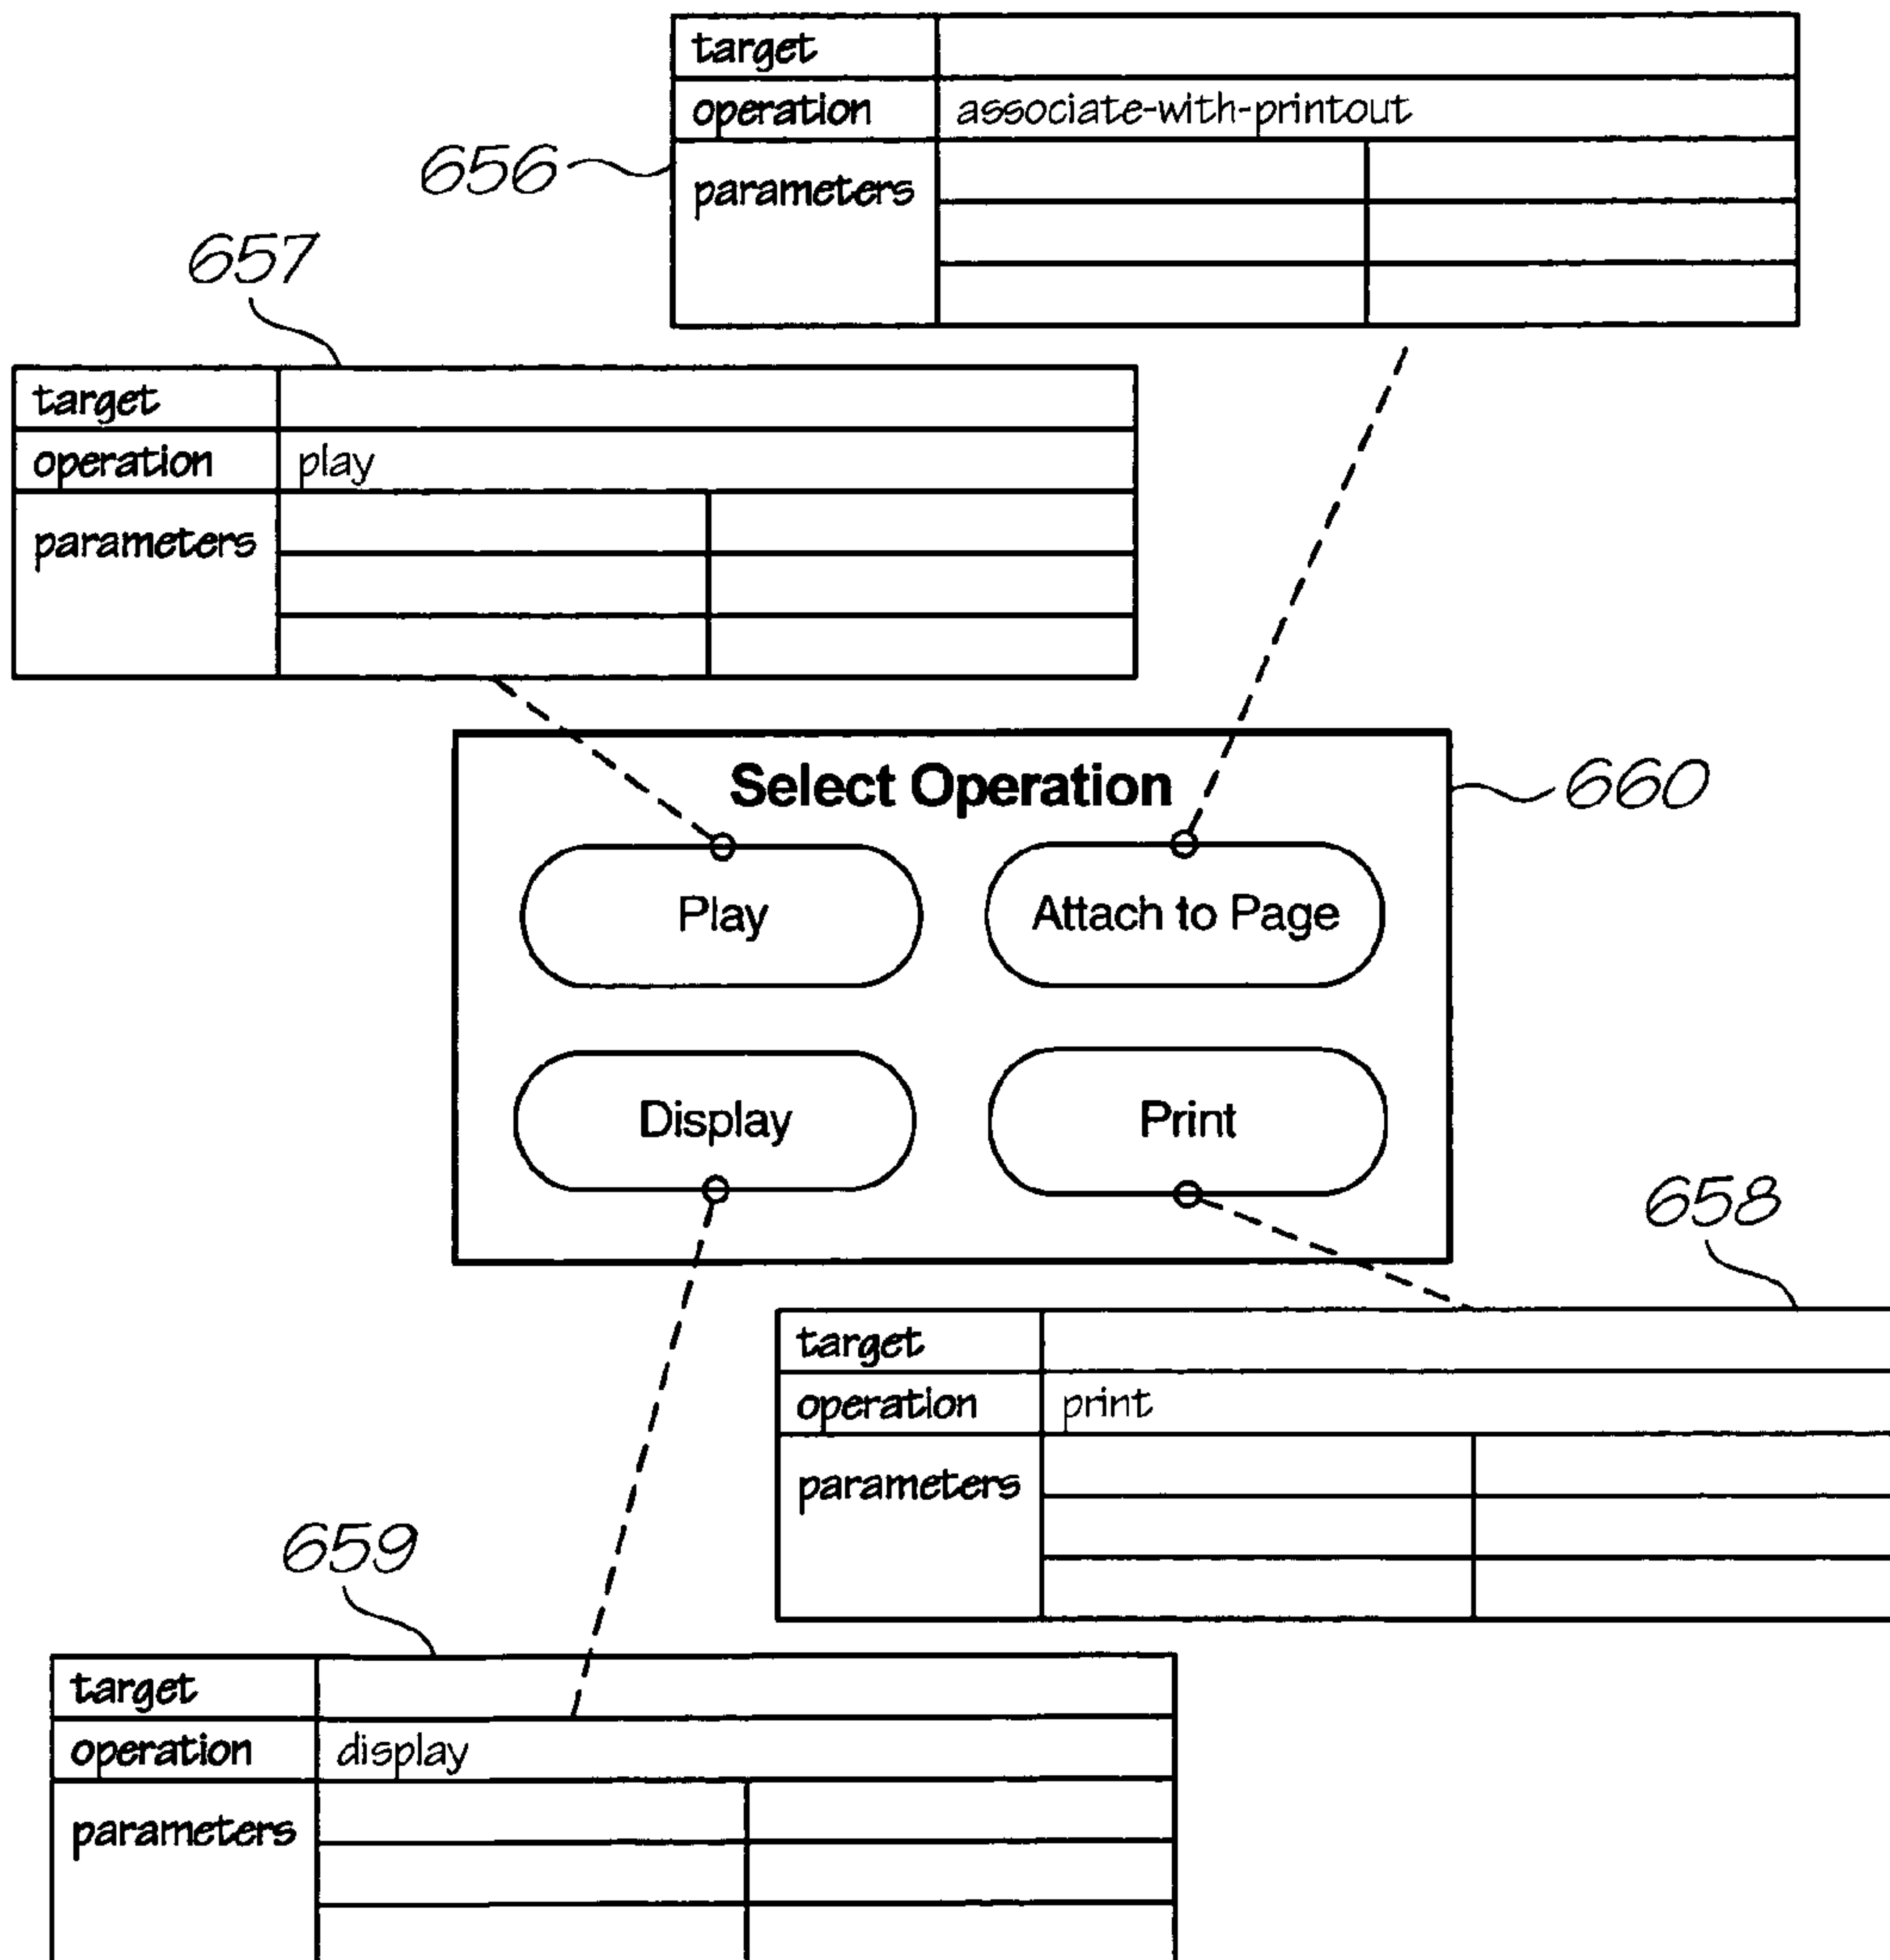 target
operation associate-with-printout
656
parameters
657
target
operation play
parameters
Select Operation
660
Play Attach to Page
Display Print
658
target
operation print
parameters
659
target
operation display
parameters